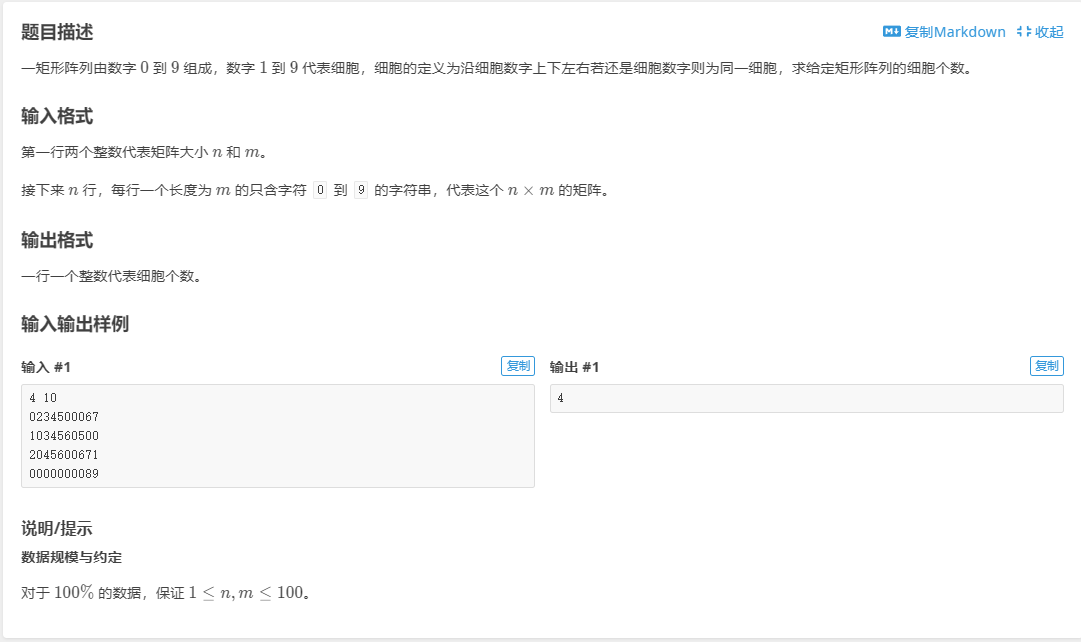 题目描述
复制Markdown 收起
一矩形阵列由数字 0 到 9 组成，数字 1 到 9 代表细胞，细胞的定义为沿细胞数字上下左右若还是细胞数字则为同一细胞，求给定矩形阵列的细胞个数。
输入格式
第一行两个整数代表矩阵大小 n 和 m。
接下来 n 行，每行一个长度为 m 的只含字符 0 到 9 的字符串，代表这个 n × m 的矩阵。
输出格式
一行一个整数代表细胞个数。
输入输出样例
输入 #1
复制
4 10
0234500067
1034560500
2045600671
0000000089
输出 #1
复制
4
说明/提示
数据规模与约定
对于 100% 的数据，保证 1 ≤ n, m ≤ 100。